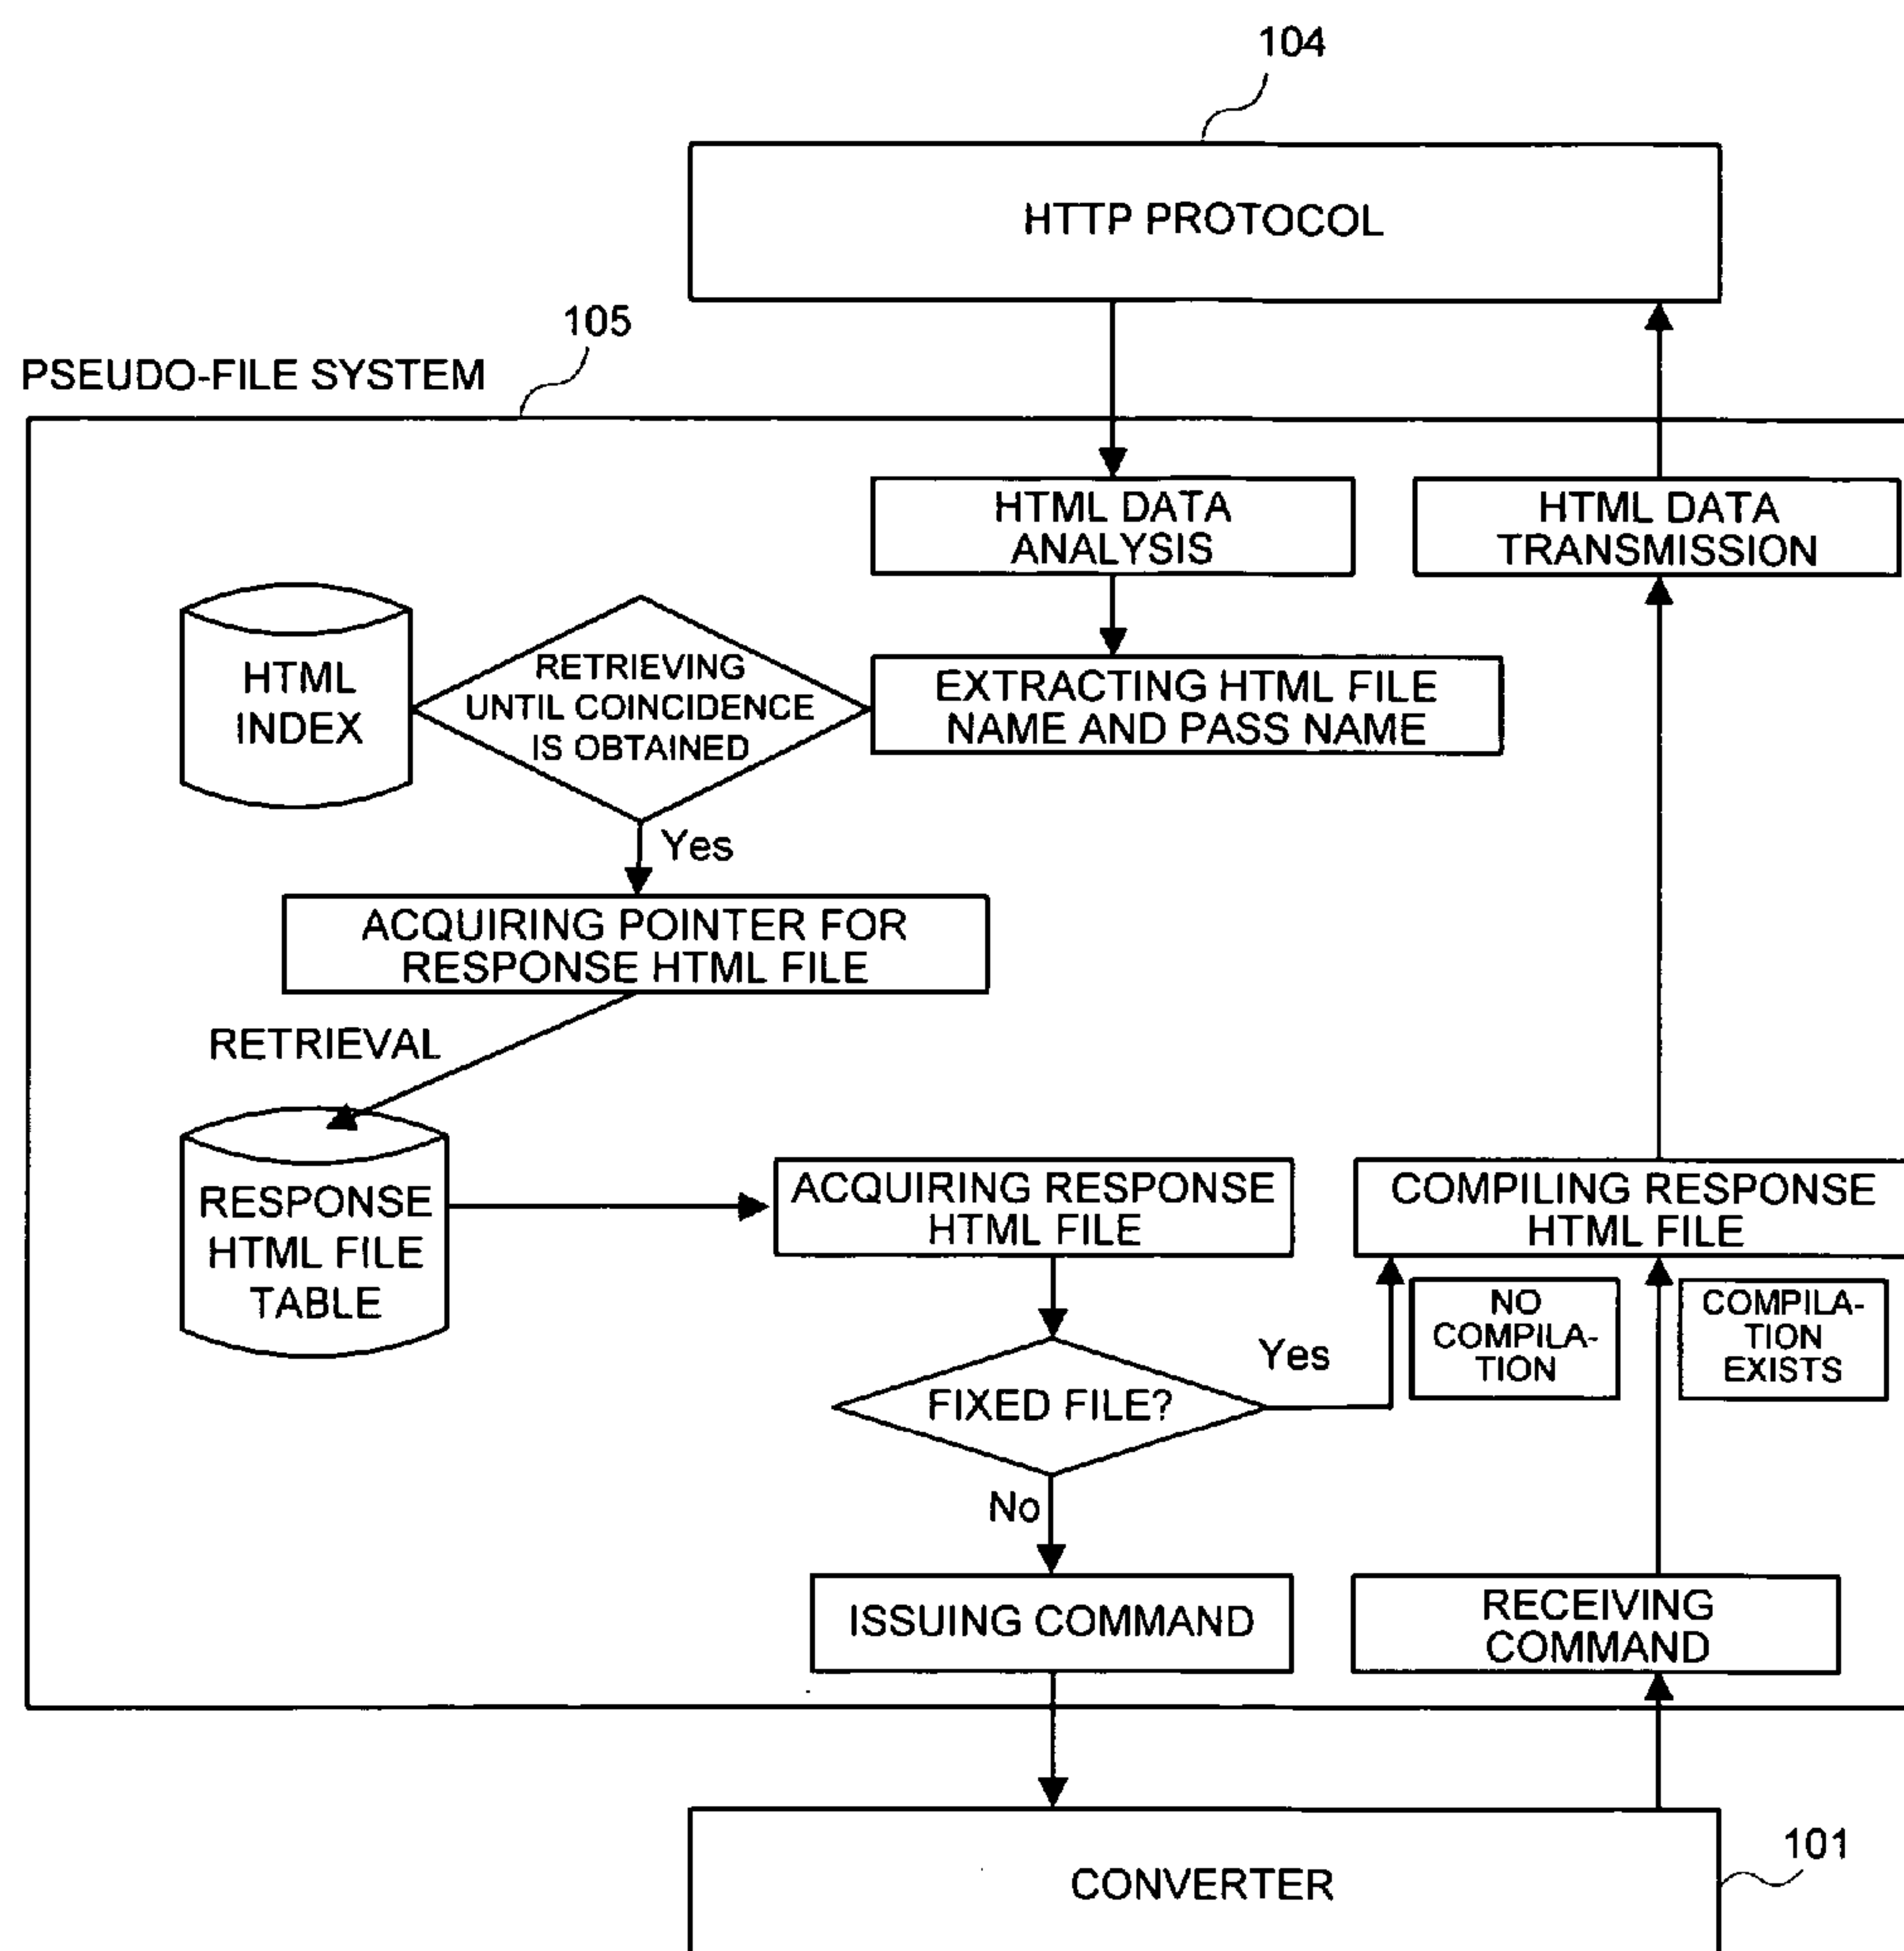 104
HTTP PROTOCOL
105
PSEUDO-FILE SYSTEM
HTML DATA
ANALYSIS
HTML DATA
TRANSMISSION
HTML
INDEX
RETRIEVING
UNTIL COINCIDENCE
IS OBTAINED
EXTRACTING HTML FILE
NAME AND PASS NAME
Yes
ACQUIRING POINTER FOR
RESPONSE HTML FILE
RETRIEVAL
RESPONSE
HTML FILE
TABLE
ACQUIRING RESPONSE
HTML FILE
COMPILING RESPONSE
HTML FILE
NO
COMPILA-
TION
COMPILA-
TION
EXISTS
Yes
FIXED FILE?
No
ISSUING COMMAND
RECEIVING
COMMAND
CONVERTER
101